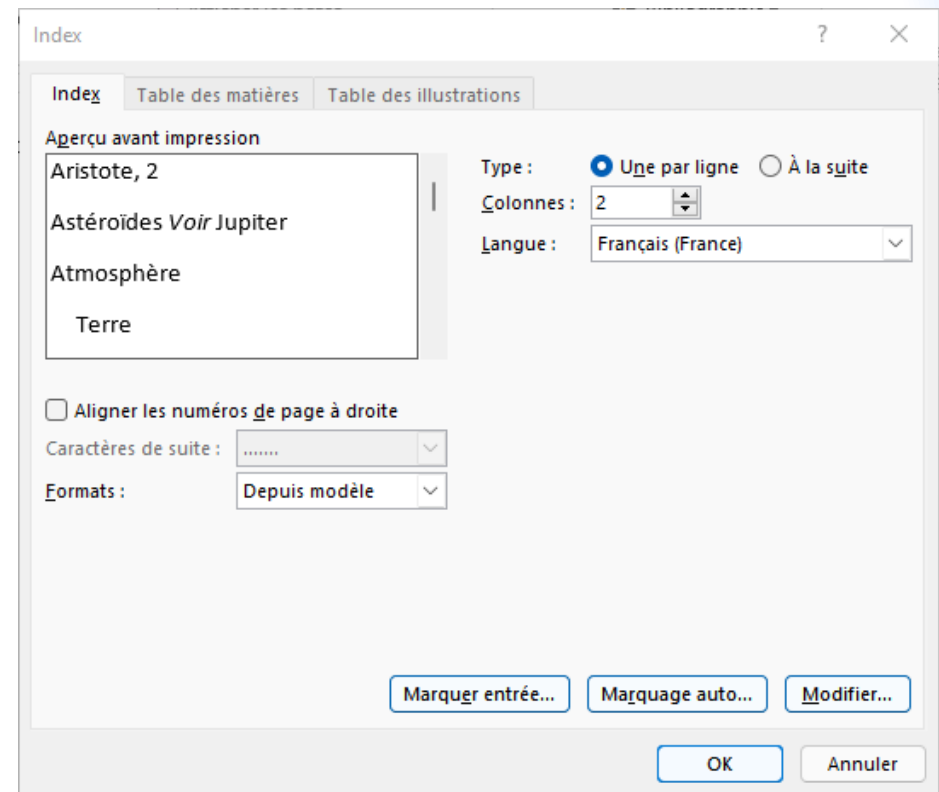 Index ?
Index Table des matières Table des illustrations
Aperçu avant impression
Aristote, 2
Astéroïdes Voir Jupiter
Atmosphère
Terre
Type : Une par ligne À la suite
Colonnes : 2
Langue : Français (France)
Aligner les numéros de page à droite
Caractères de suite : .......
Formats : Depuis modèle
Marquer entrée... Marquage auto... Modifier...
OK Annuler